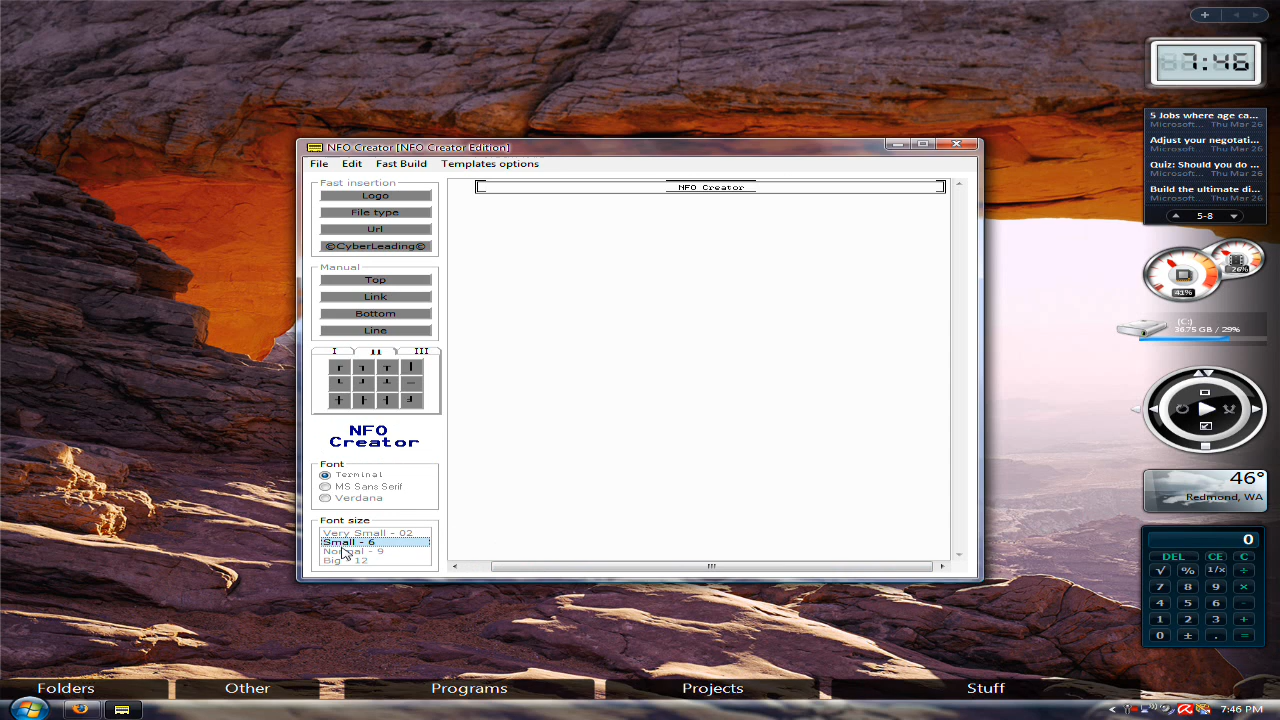 7:46
5 Jobs where age ca...
Microsoft... Thu Mar 26
Adjust your negotati...
Microsoft... Thu Mar 26
Quiz: Should you do ...
Microsoft... Thu Mar 26
Build the ultimate di...
Microsoft... Thu Mar 26
5-8
NFO Creator [NFO Creator Edition]
File Edit Fast Build Templates options
Fast insertion
Logo
File type
Url
©CyberLeading©
Manual
Top
Link
Bottom
Line
I II III
NFO
Creator
Font
Terminal
MS Sans Serif
Verdana
Font size
Very Small - 02
Small - 6
Normal - 9
Big - 12
NFO Creator
26%
41%
(C:)
3875 GB / 29%
46°
Redmond, WA
0
DEL CE C
√ % 1/x ÷
7 8 9 ×
4 5 6 -
1 2 3 +
0 ± . =
Folders Other Programs Projects Stuff
7:46 PM